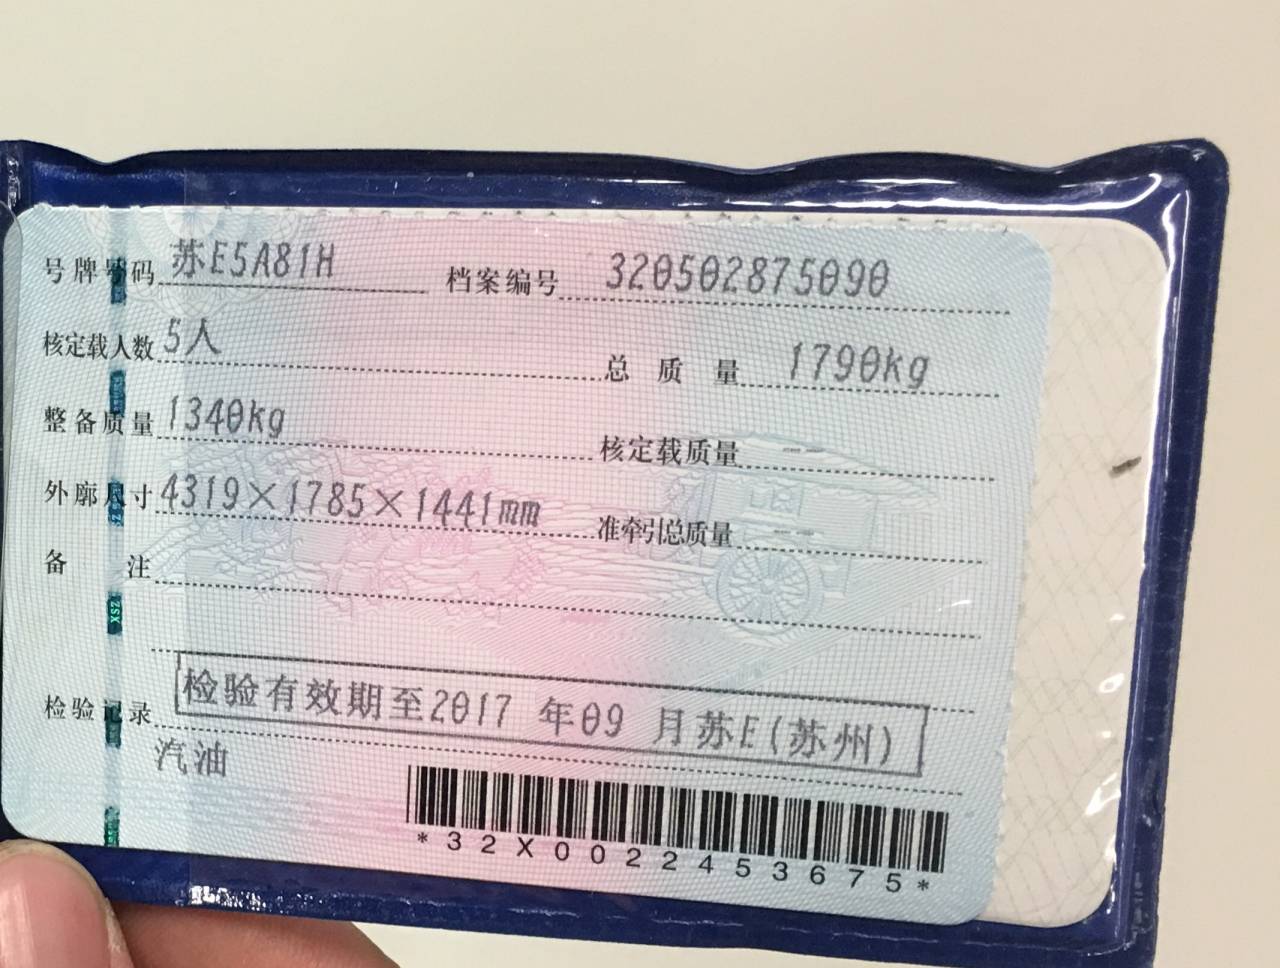 号牌号码 苏E5A81H 档案编号 320502875090
核定载人数 5人 总质量 1790kg
整备质量 1340kg 核定载质量 --
外廓尺寸 4319×1785×1441mm 准牵引总质量 --
备注
检验记录 检验有效期至2017 年09 月苏E(苏州)
汽油
*32X0022453675*
XSZ